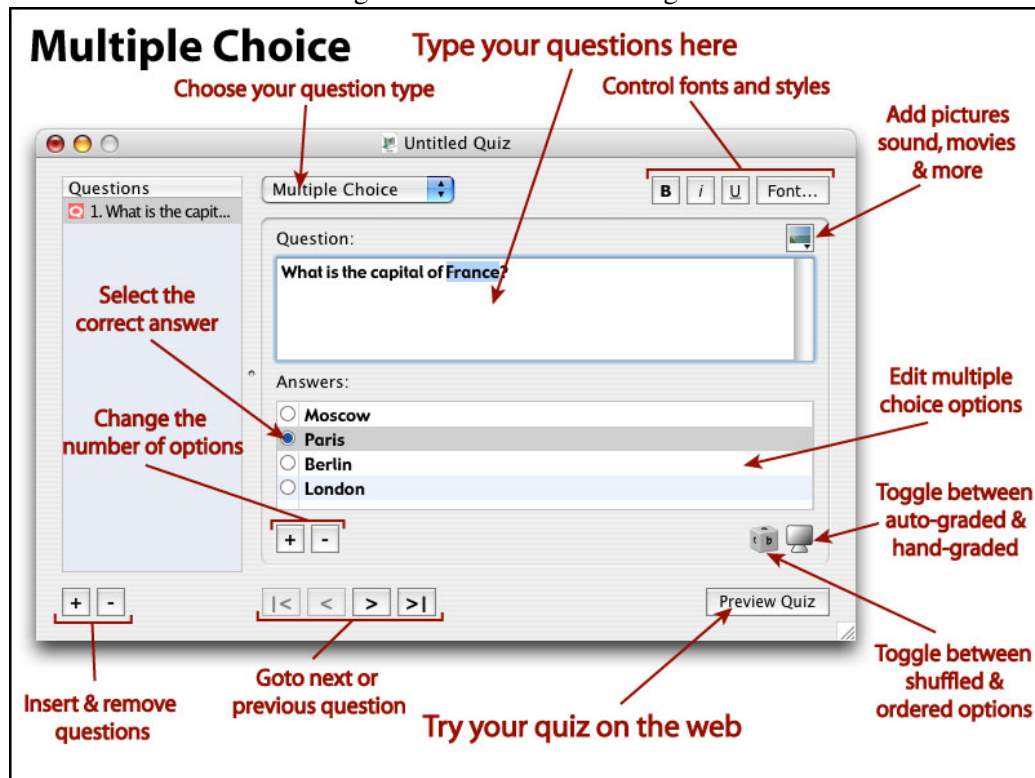 Multiple Choice
Type your questions here
Choose your question type
Control fonts and styles
Add pictures
sound, movies
& more
Untitled Quiz
Questions
1. What is the capit...
Multiple Choice
B i U Font...
Question:
What is the capital of France?
Select the
correct answer
Answers:
Moscow
Paris
Berlin
London
Change the
number of options
Edit multiple
choice options
Toggle between
auto-graded &
hand-graded
+ -
t b
+ -
|< < > >|
Preview Quiz
Insert & remove
questions
Goto next or
previous question
Try your quiz on the web
Toggle between
shuffled &
ordered options